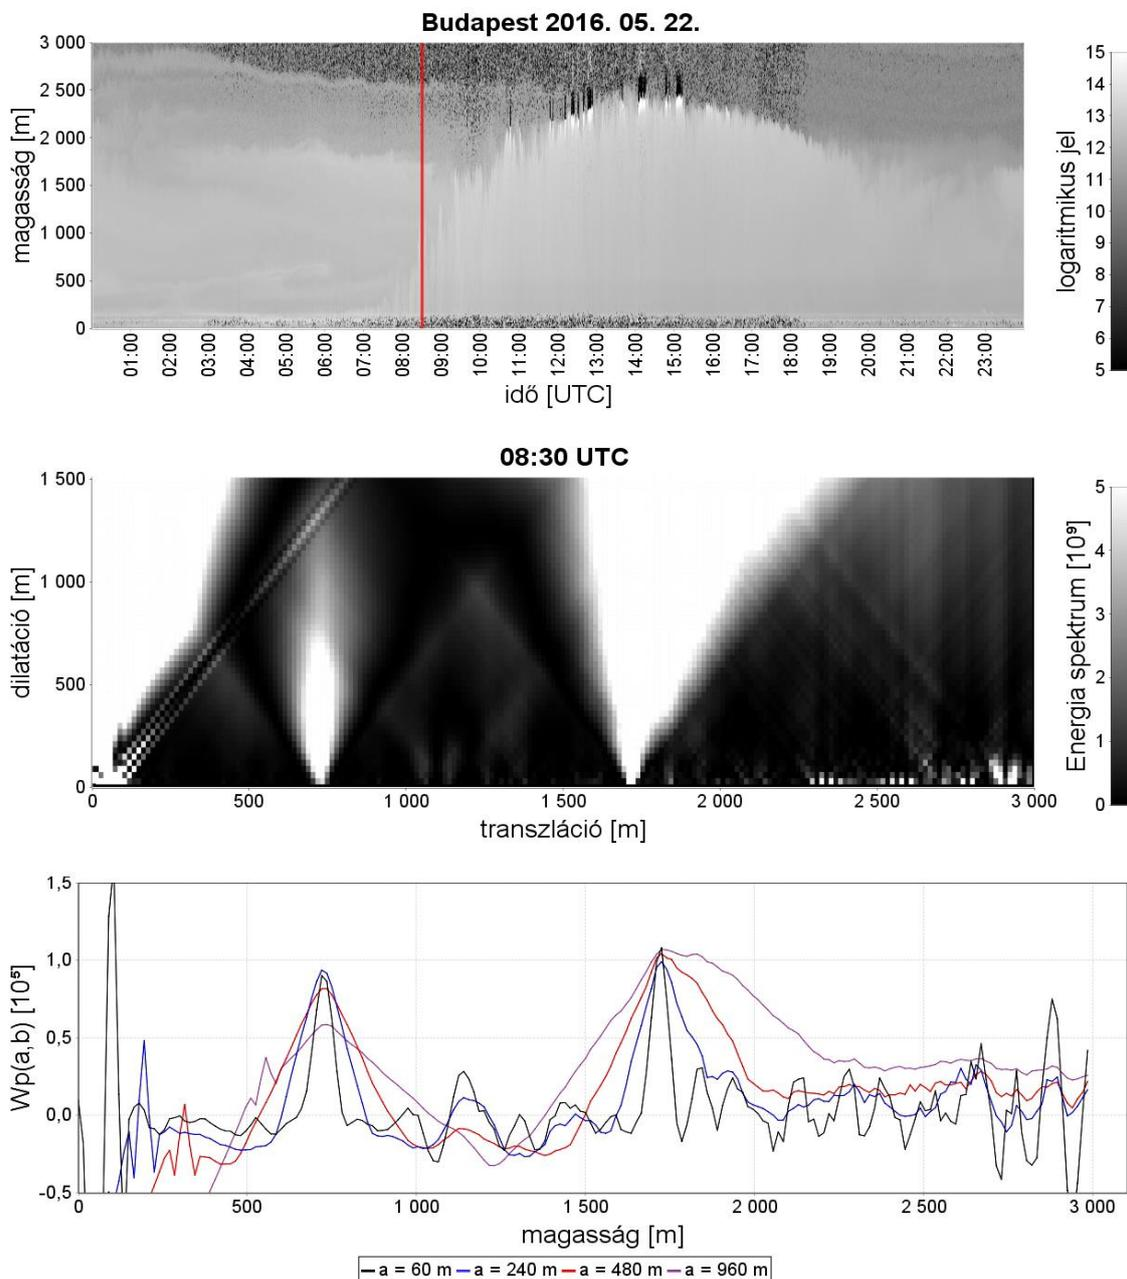 Budapest 2016. 05. 22.
3 000
2 500
2 000
1 500
1 000
500
0
magasság [m]
01:00 02:00 03:00 04:00 05:00 06:00 07:00 08:00 09:00 10:00 11:00 12:00 13:00 14:00 15:00 16:00 17:00 18:00 19:00 20:00 21:00 22:00 23:00
idő [UTC]
15
14
13
12
11
10
9
8
7
6
5
logaritmikus jel
08:30 UTC
1 500
1 000
500
0
dilatáció [m]
0 500 1 000 1 500 2 000 2 500 3 000
transzláció [m]
5
4
3
2
1
0
Energia spektrum [10⁹]
1,5
1,0
0,5
0.0
-0,5
Wp(a,b) [10⁵]
0 500 1 000 1 500 2 000 2 500 3 000
magasság [m]
a = 60 m a = 240 m a = 480 m a = 960 m